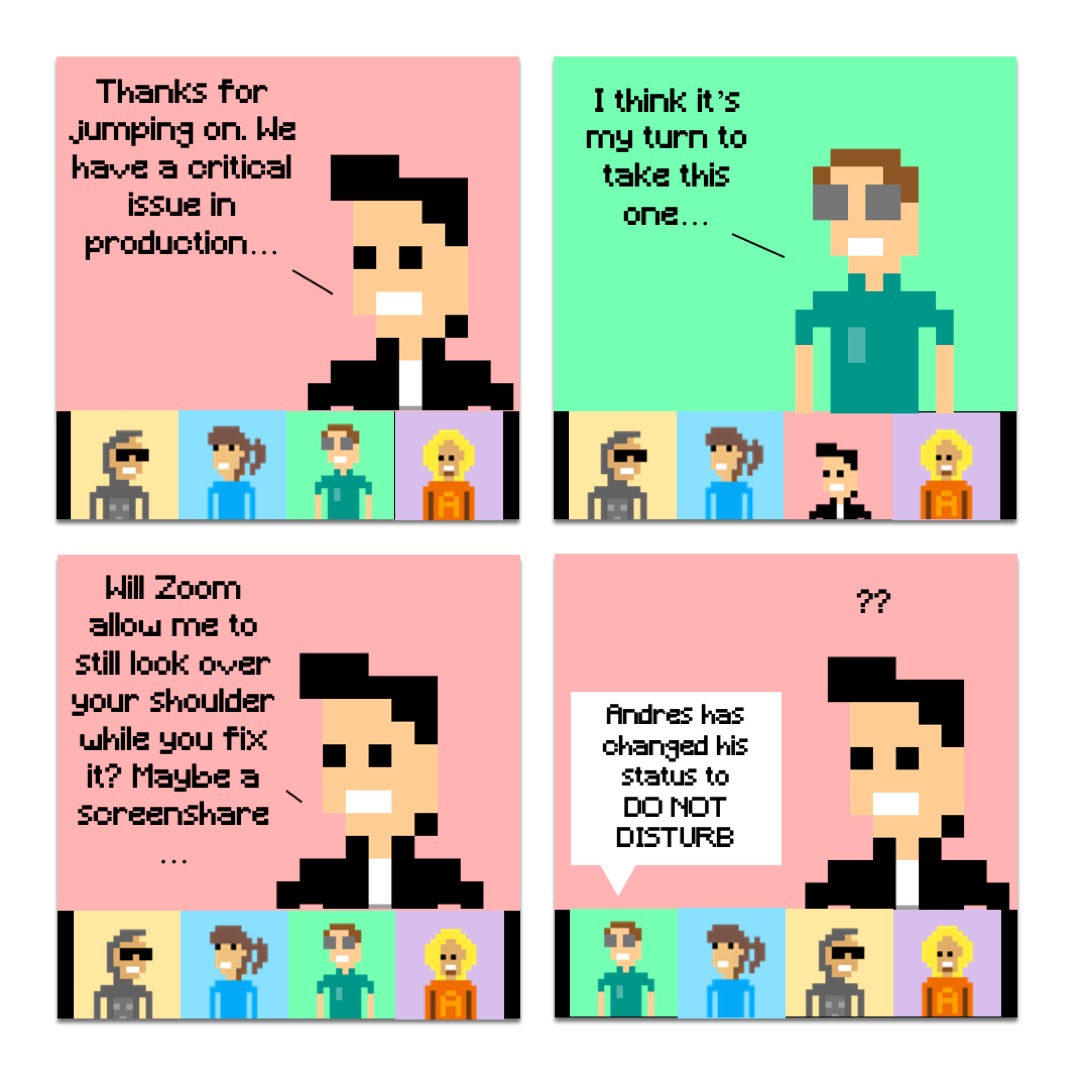 Thanks for
jumping on. We
have a critical
issue in
production...
I think it's
my turn to
take this
one...
Will Zoom
allow me to
still look over
your shoulder
while you fix
it? Maybe a
screenshare
...
??
Andres has
changed his
status to
DO NOT
DISTURB